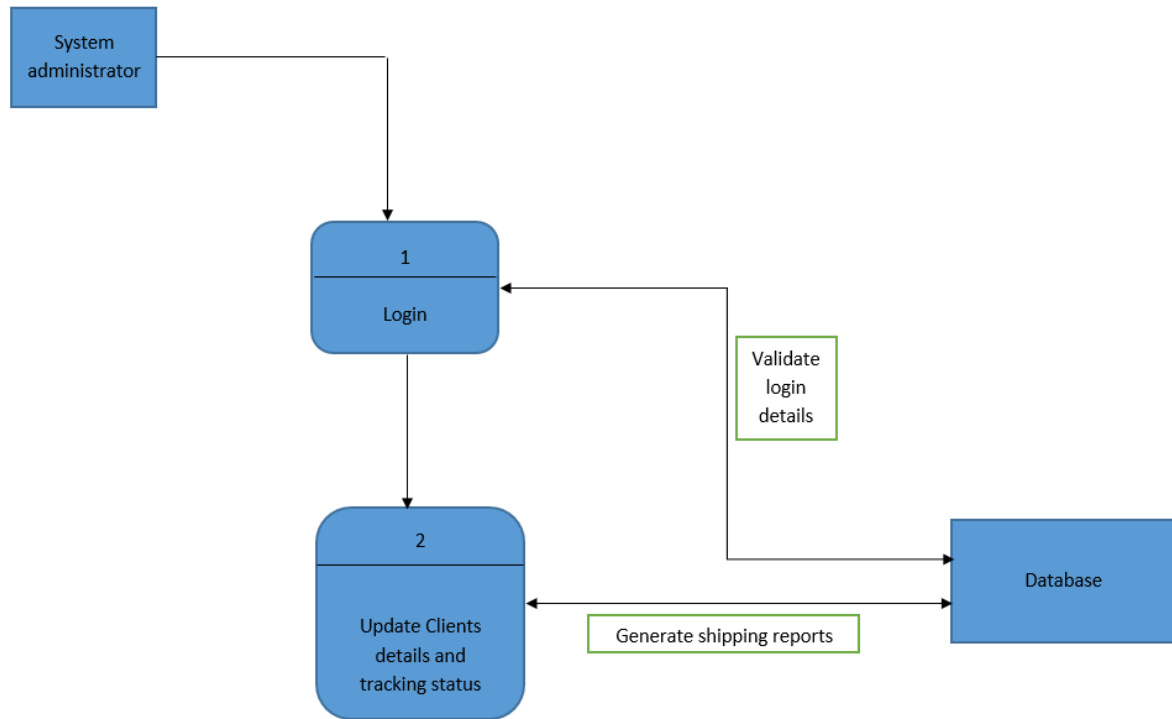 System
administrator
1
Login
Validate
login
details
2
Update Clients
details and
tracking status
Database
Generate shipping reports